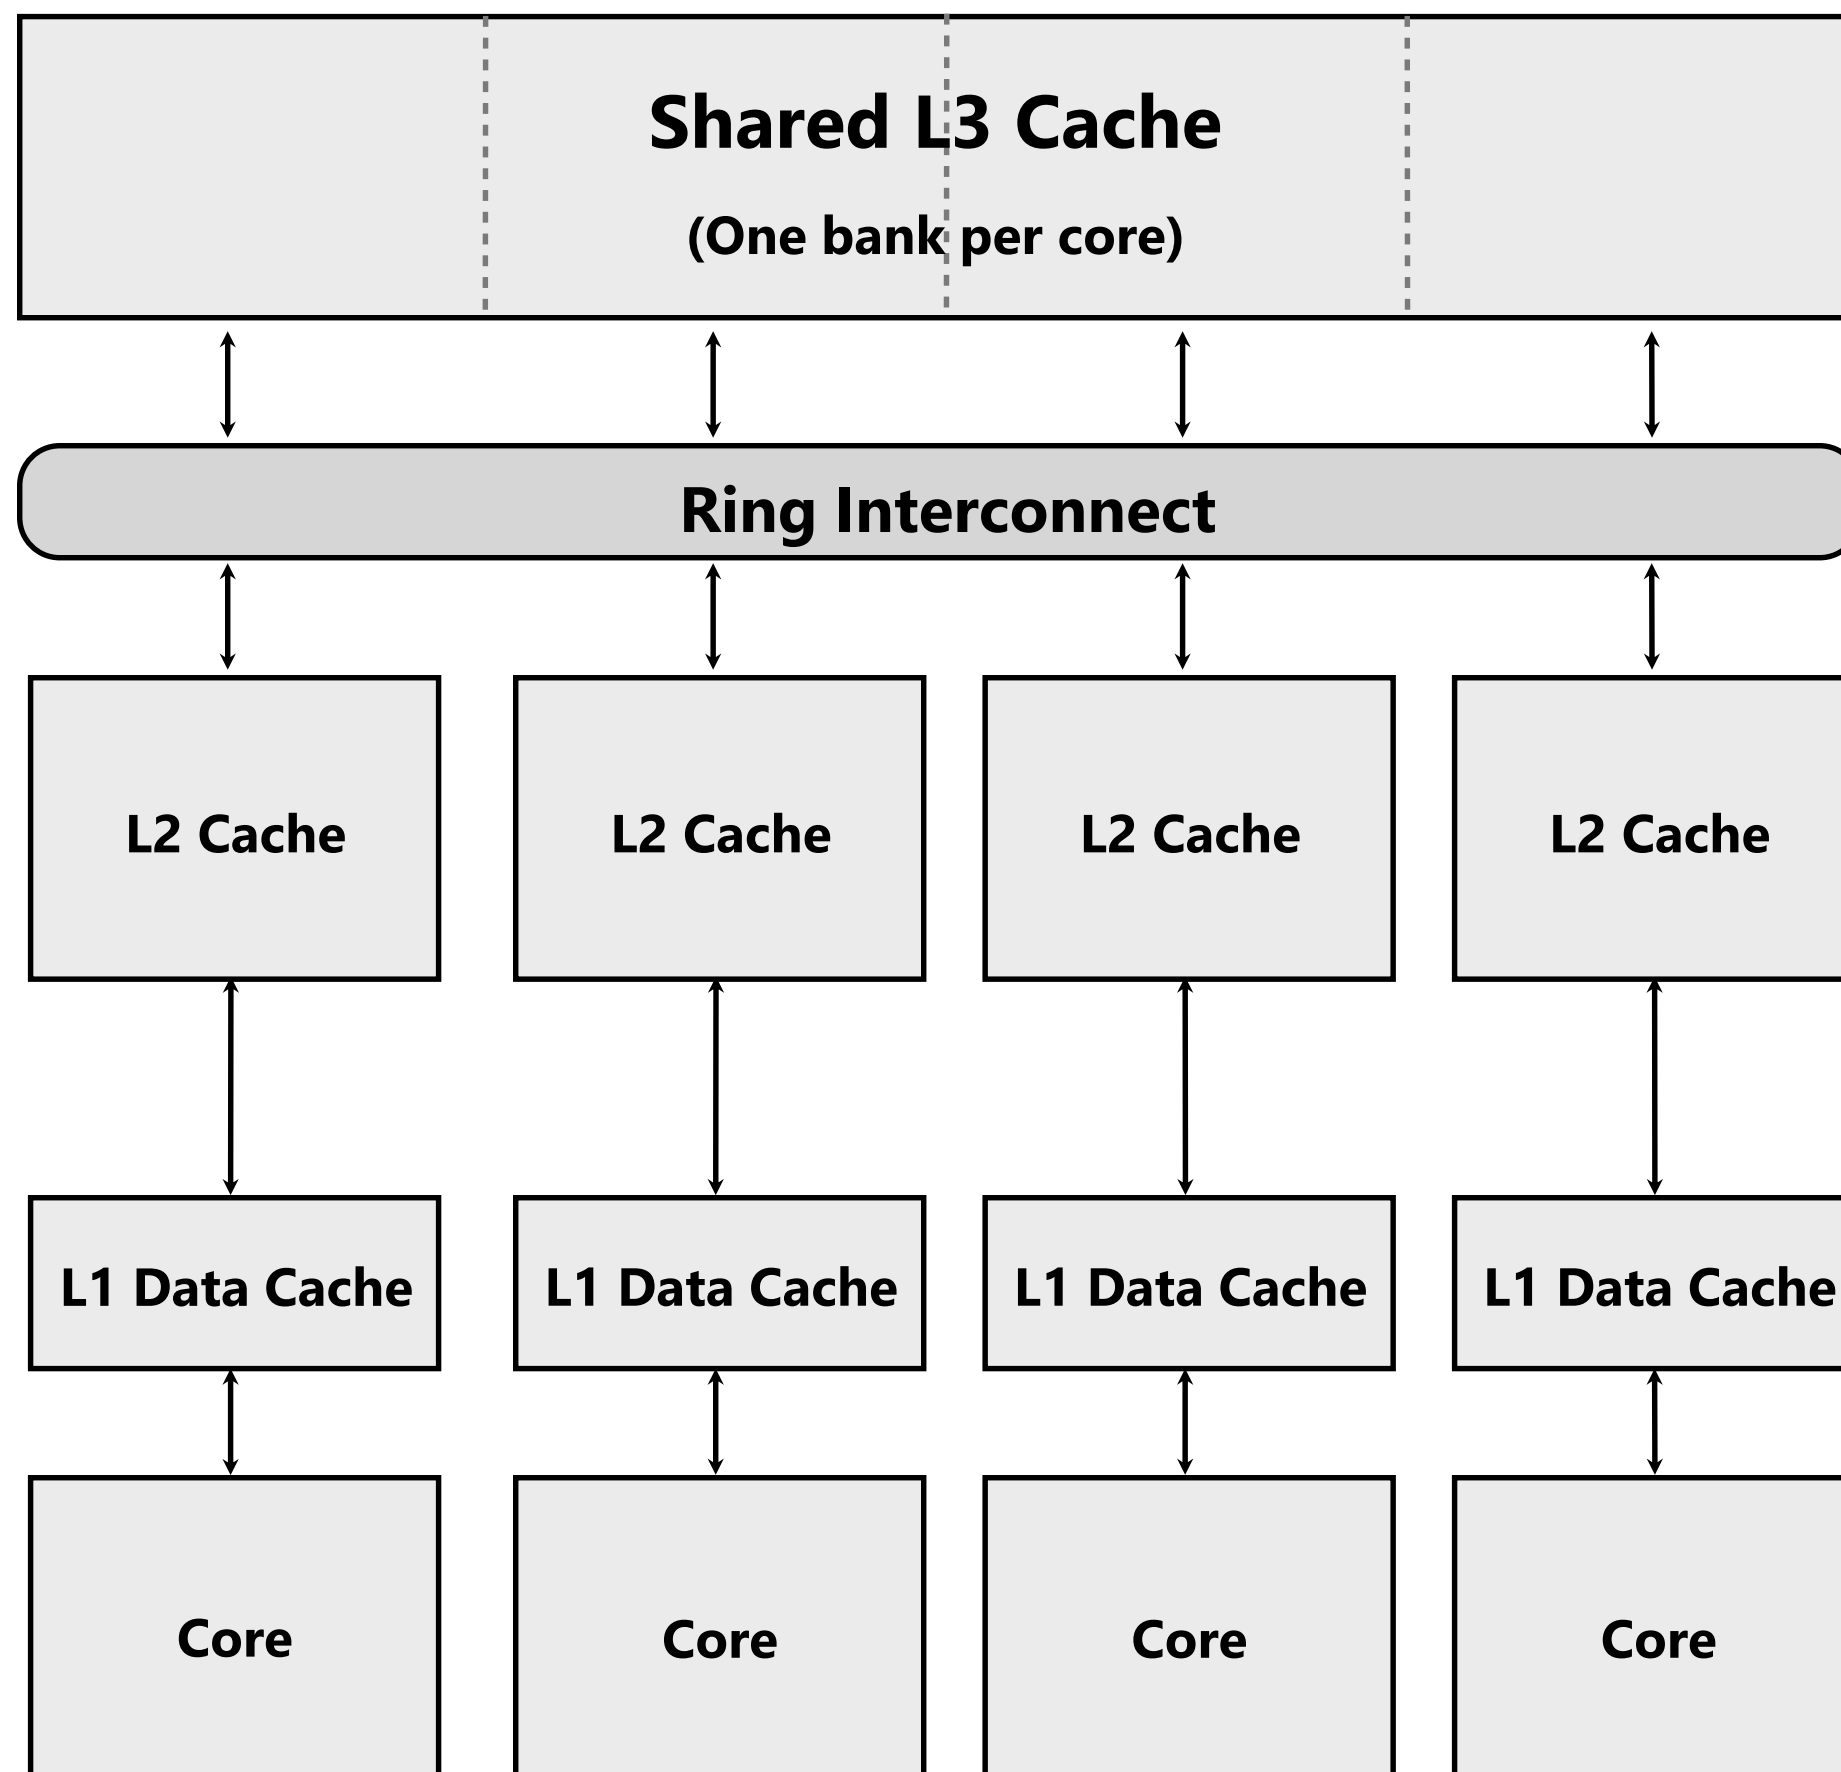 Shared L3 Cache
(One bank per core)
Ring Interconnect
L2 Cache L2 Cache L2 Cache L2 Cache
L1 Data Cache L1 Data Cache L1 Data Cache L1 Data Cache
Core Core Core Core